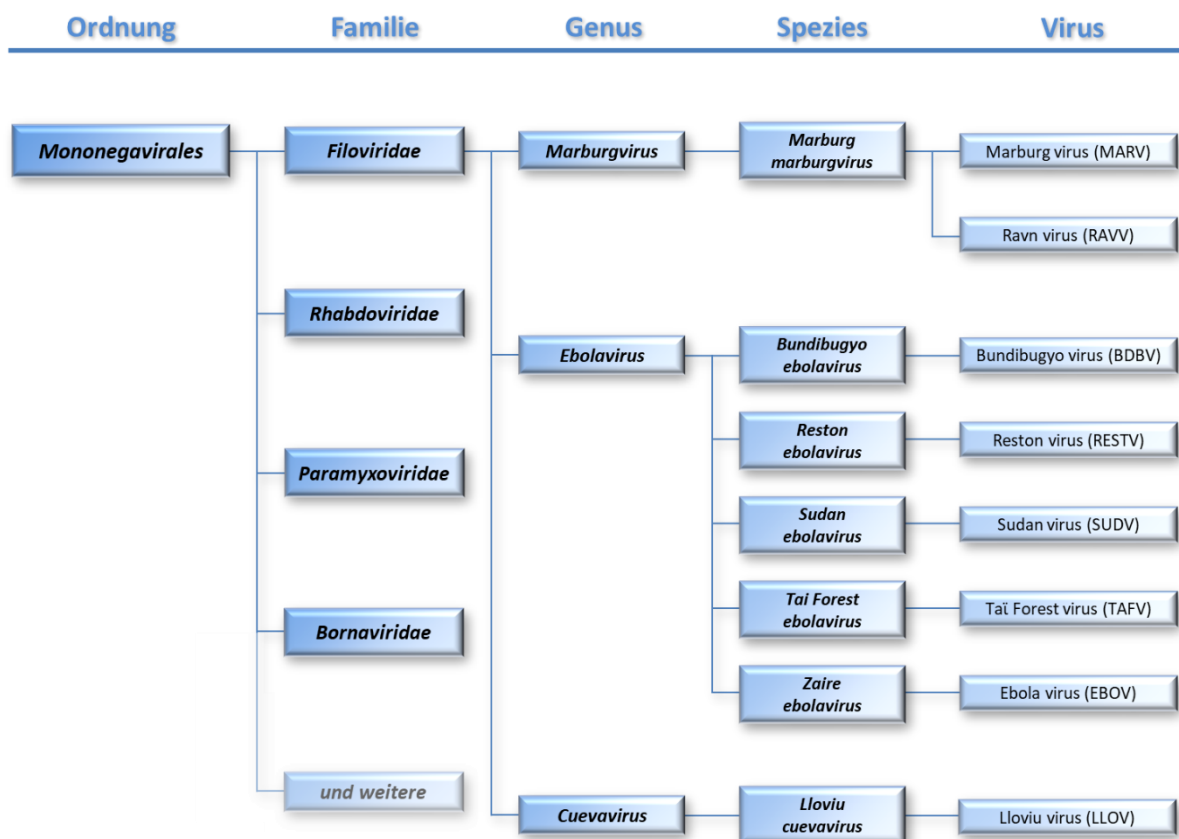 Ordnung Familie Genus Spezies Virus
Mononegavirales
Filoviridae
Marburgvirus
Marburg
marburgvirus
Marburg virus (MARV)
Ravn virus (RAVV)
Rhabdoviridae
Ebolavirus
Bundibugyo
ebolavirus
Bundibugyo virus (BDBV)
Reston
ebolavirus
Reston virus (RESTV)
Paramyxoviridae
Sudan
ebolavirus
Sudan virus (SUDV)
Tai Forest
ebolavirus
Taï Forest virus (TAFV)
Bornaviridae
Zaire
ebolavirus
Ebola virus (EBOV)
und weitere
Cuevavirus
Lloviu
cuevavirus
Lloviu virus (LLOV)